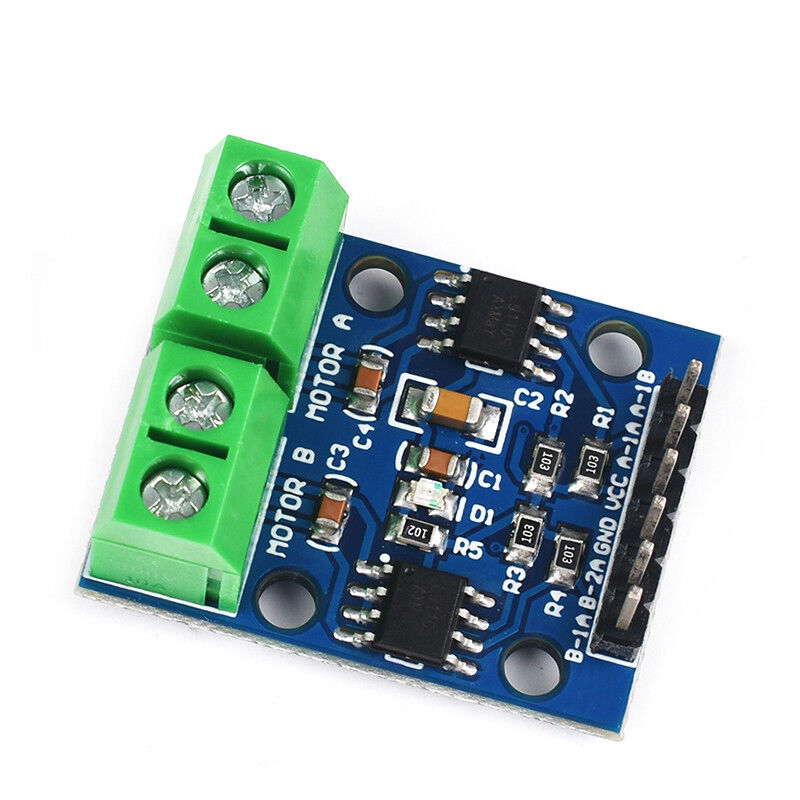 MOTOR A
MOTOR B
L9110S
C4
C3
C2
R2
R1
C1
D1
R5
R3
R4
102
103
103
103
103
A-1B
A-1A
VCC
GND
B-2A
B-1A